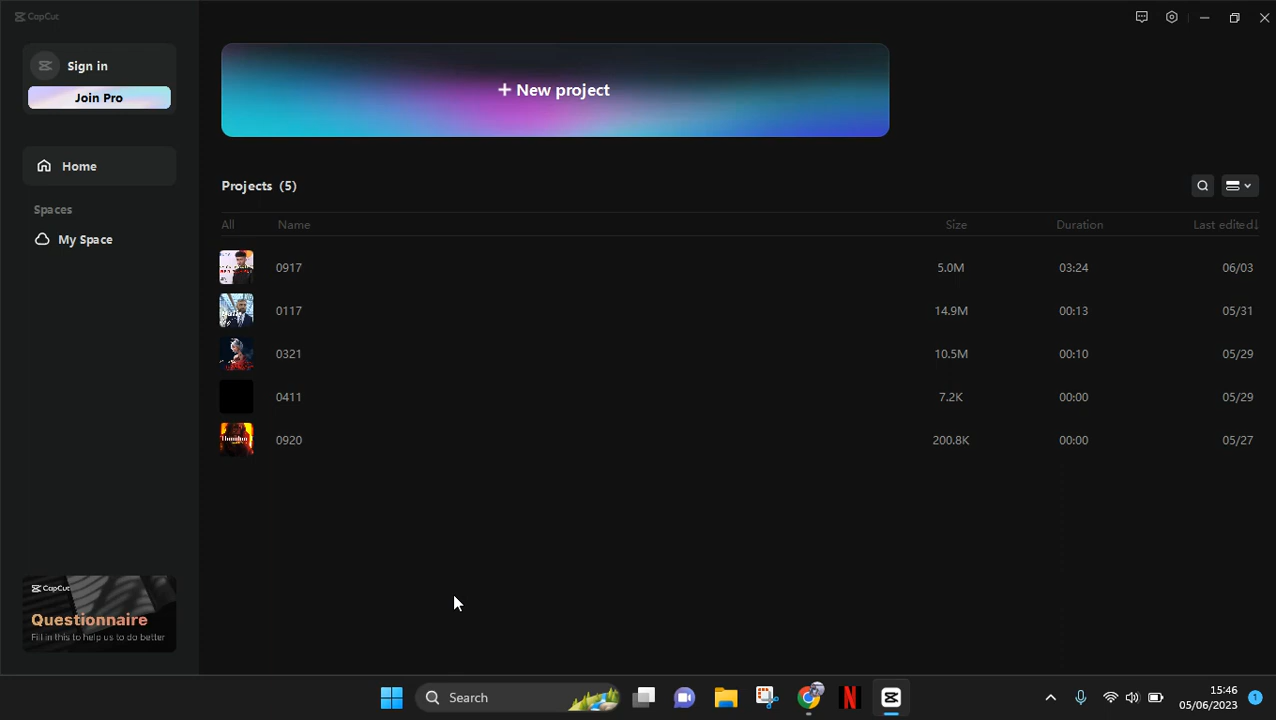 CapCut
Sign in
Join Pro
Home
Spaces
My Space
CapCut
Questionnaire
Fill in this to help us to do better
+ New project
Projects (5)
All Name Size Duration Last edited↓
0917 5.0M 03:24 06/03
0117 14.9M 00:13 05/31
0321 10.5M 00:10 05/29
0411 7.2K 00:00 05/29
0920 200.8K 00:00 05/27
Search
15:46
05/06/2023
1